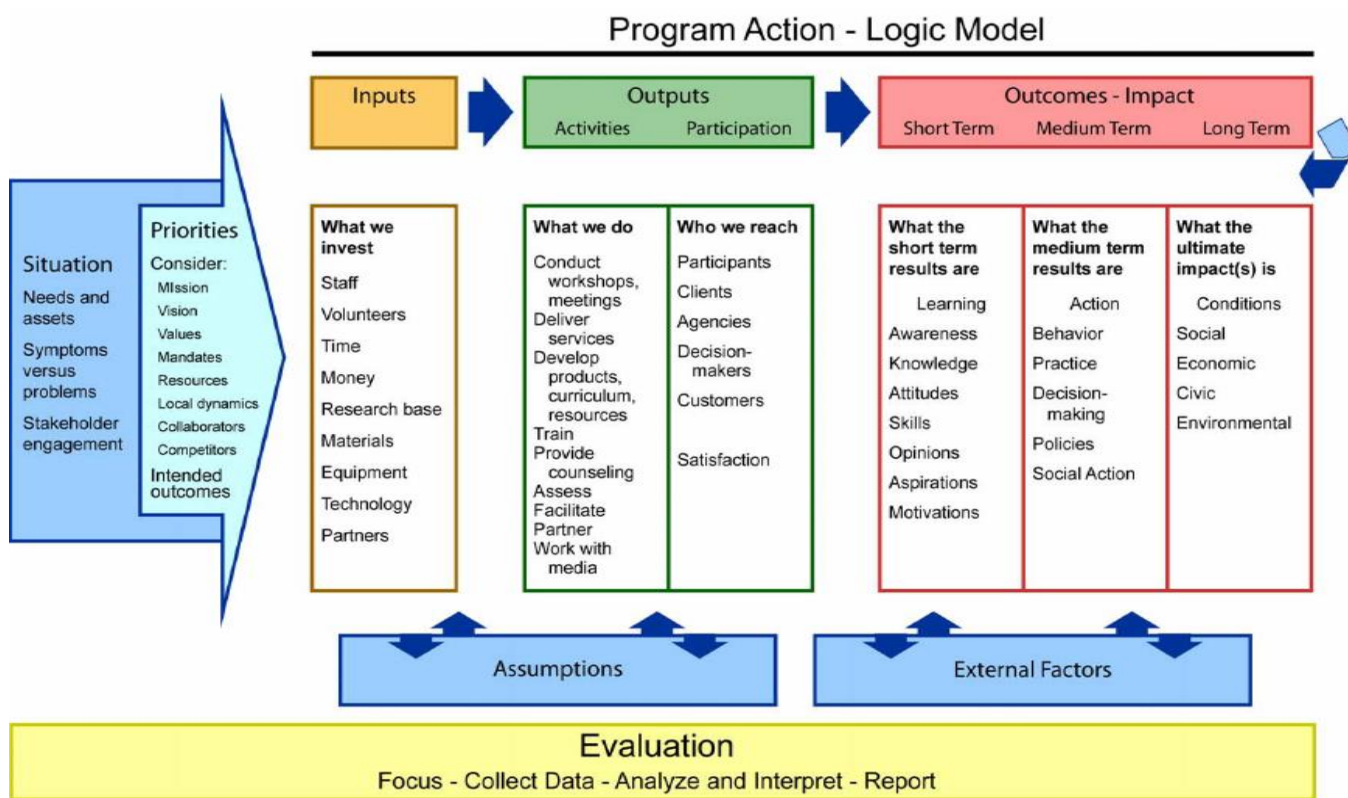 Program Action - Logic Model
Inputs
Outputs
Activities Participation
Outcomes - Impact
Short Term Medium Term Long Term
Situation
Needs and
assets
Symptoms
versus
problems
Stakeholder
engagement
Priorities
Consider:
MIssion
Vision
Values
Mandates
Resources
Local dynamics
Collaborators
Competitors
Intended
outcomes
What we
invest
Staff
Volunteers
Time
Money
Research base
Materials
Equipment
Technology
Partners
What we do
Conduct
workshops,
meetings
Deliver
services
Develop
products,
curriculum,
resources
Train
Provide
counseling
Assess
Facilitate
Partner
Work with
media
Who we reach
Participants
Clients
Agencies
Decision-
makers
Customers
Satisfaction
What the
short term
results are
Learning
Awareness
Knowledge
Attitudes
Skills
Opinions
Aspirations
Motivations
What the
medium term
results are
Action
Behavior
Practice
Decision-
making
Policies
Social Action
What the
ultimate
impact(s) is
Conditions
Social
Economic
Civic
Environmental
Assumptions
External Factors
Evaluation
Focus - Collect Data - Analyze and Interpret - Report